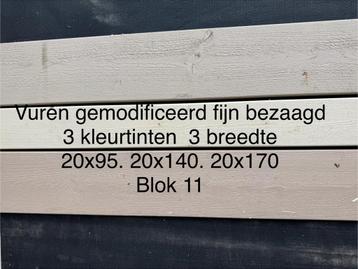 Vuren gemodificeerd fijn bezaagd
3 kleurtinten 3 breedte
20x95. 20x140. 20x170
Blok 11